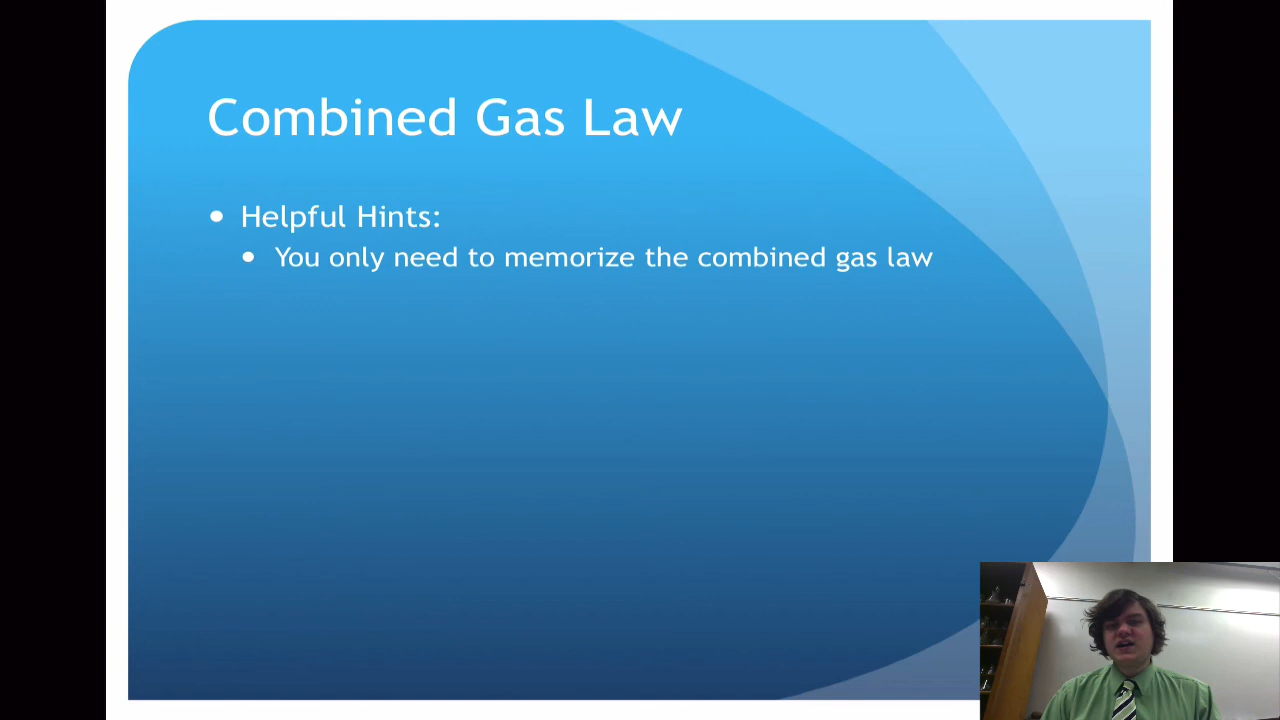 Combined Gas Law
Helpful Hints:
You only need to memorize the combined gas law